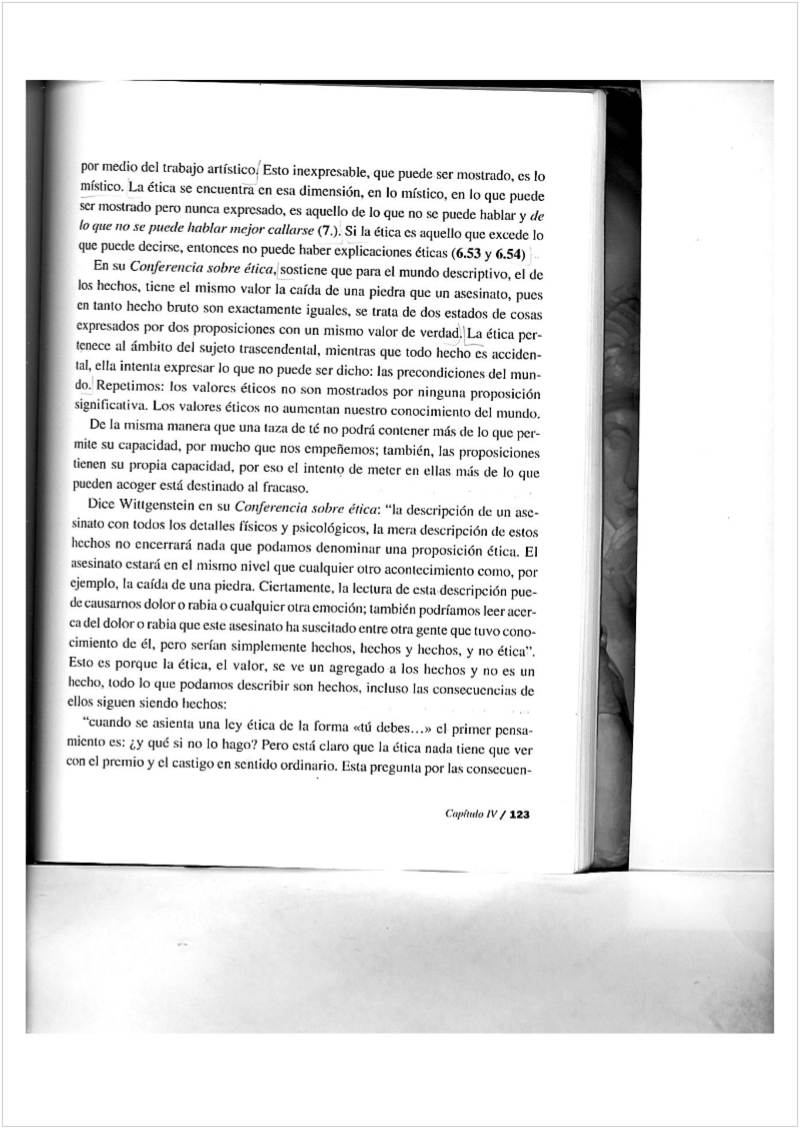 por medio del trabajo artístico. Esto inexpresable, que puede ser mostrado, es lo
místico. La ética se encuentra en esa dimensión, en lo místico, en lo que puede
ser mostrado pero nunca expresado, es aquello de lo que no se puede hablar y de
lo que no se puede hablar mejor callarse (7.). Si la ética es aquello que excede lo
que puede decirse, entonces no puede haber explicaciones éticas (6.53 y 6.54)
En su Conferencia sobre ética, sostiene que para el mundo descriptivo, el de
los hechos, tiene el mismo valor la caída de una piedra que un asesinato, pues
en tanto hecho bruto son exactamente iguales, se trata de dos estados de cosas
expresados por dos proposiciones con un mismo valor de verdad. La ética per-
tenece al ámbito del sujeto trascendental, mientras que todo hecho es acciden-
tal, ella intenta expresar lo que no puede ser dicho: las precondiciones del mun-
do. Repetimos: los valores éticos no son mostrados por ninguna proposición
significativa. Los valores éticos no aumentan nuestro conocimiento del mundo.
De la misma manera que una taza de té no podrá contener más de lo que per-
mite su capacidad, por mucho que nos empeñemos; también, las proposiciones
tienen su propia capacidad, por eso el intento de meter en ellas más de lo que
pueden acoger está destinado al fracaso.
Dice Wittgenstein en su Conferencia sobre ética: “la descripción de un ase-
sinato con todos los detalles físicos y psicológicos, la mera descripción de estos
hechos no encerrará nada que podamos denominar una proposición ética. El
asesinato estará en el mismo nivel que cualquier otro acontecimiento como, por
ejemplo, la caída de una piedra. Ciertamente, la lectura de esta descripción pue-
de causarnos dolor o rabia o cualquier otra emoción; también podríamos leer acer-
ca del dolor o rabia que este asesinato ha suscitado entre otra gente que tuvo cono-
cimiento de él, pero serían simplemente hechos, hechos y hechos, y no ética”.
Esto es porque la ética, el valor, se ve un agregado a los hechos y no es un
hecho, todo lo que podamos describir son hechos, incluso las consecuencias de
ellos siguen siendo hechos:
“cuando se asienta una ley ética de la forma «tú debes...» el primer pensa-
miento es: ¿y qué si no lo hago? Pero está claro que la ética nada tiene que ver
con el premio y el castigo en sentido ordinario. Esta pregunta por las consecuen-
Capítulo IV / 123